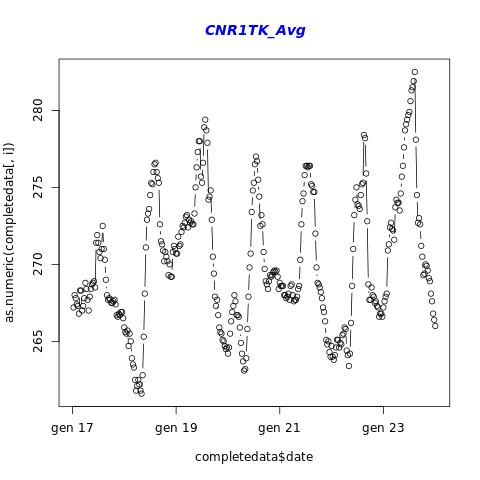 CNR1TK_Avg
as.numeric(completedata[, i])
280
275
270
265
gen 17
gen 19
gen 21
gen 23
completedata$date